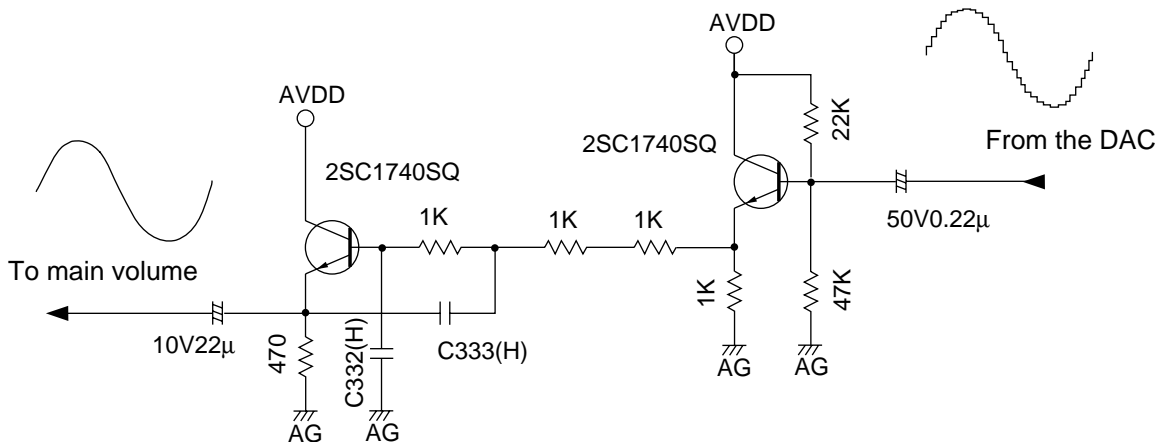 AVDD
AVDD
22K
From the DAC
2SC1740SQ
2SC1740SQ
50V0.22μ
1K
1K
1K
To main volume
1K
47K
10V22μ
470
C332(H)
C333(H)
AG
AG
AG
AG